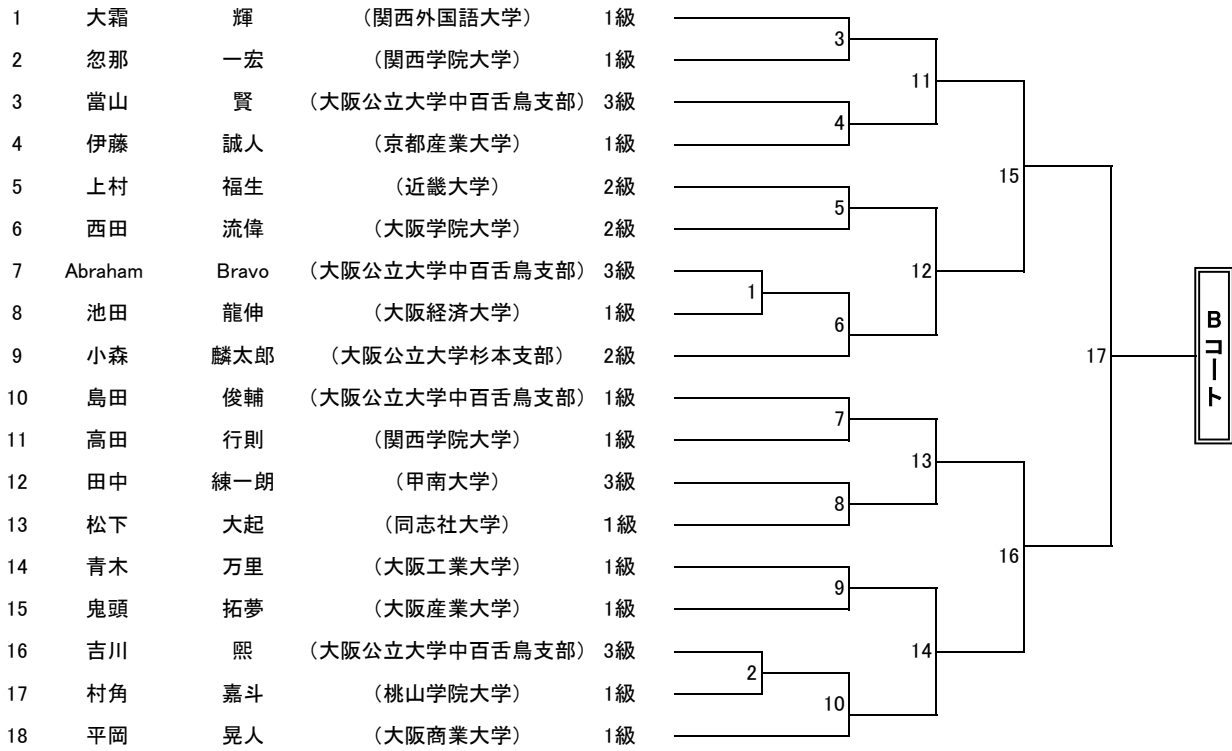 1 大霜 輝 （関西外国語大学） 1級
3
2 忽那 一宏 （関西学院大学） 1級
11
3 當山 賢 （大阪公立大学中百舌鳥支部） 3級
4
4 伊藤 誠人 （京都産業大学） 1級
15
5 上村 福生 （近畿大学） 2級
5
6 西田 流偉 （大阪学院大学） 2級
7 Abraham Bravo （大阪公立大学中百舌鳥支部） 3級
12
1
8 池田 龍伸 （大阪経済大学） 1級
6
9 小森 麟太郎 （大阪公立大学杉本支部） 2級
17
Bコート
10 島田 俊輔 （大阪公立大学中百舌鳥支部） 1級
7
11 高田 行則 （関西学院大学） 1級
13
12 田中 練一朗 （甲南大学） 3級
8
13 松下 大起 （同志社大学） 1級
16
14 青木 万里 （大阪工業大学） 1級
9
15 鬼頭 拓夢 （大阪産業大学） 1級
16 吉川 煕 （大阪公立大学中百舌鳥支部） 3級
14
2
17 村角 嘉斗 （桃山学院大学） 1級
10
18 平岡 晃人 （大阪商業大学） 1級